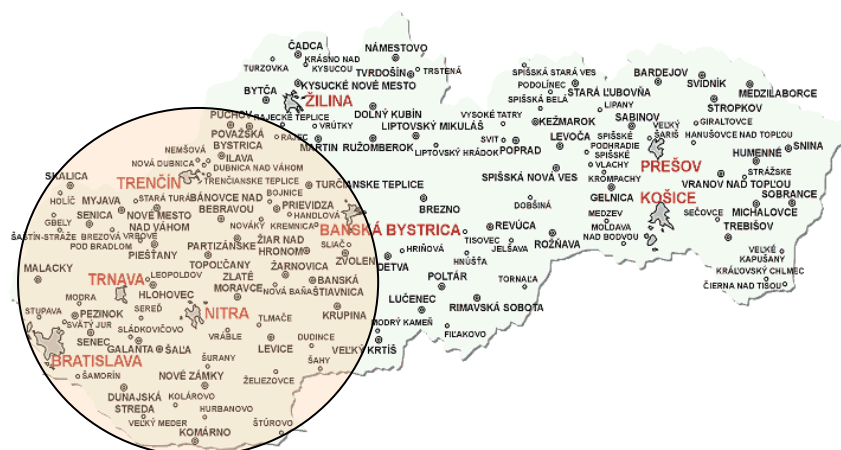 ČADCA
NÁMESTOVO
KRÁSNO NAD
KYSUCOU
TURZOVKA
TVRDOŠÍN
TRSTENÁ
KYSUCKÉ NOVÉ MESTO
BYTČA
ŽILINA
DOLNÝ KUBÍN
PUCHOV
RAJECKÉ TEPLICE
POVAŽSKÁ
BYSTRICA
RAJEC
VRÚTKY
MARTIN
RUŽOMBEROK
LIPTOVSKÝ MIKULÁŠ
LIPTOVSKÝ HRÁDOK
SPIŠSKÁ STARÁ VES
PODOLÍNEC
SPIŠSKÁ BELÁ
STARÁ ĽUBOVŇA
BARDEJOV
SVIDNÍK
MEDZILABORCE
STROPKOV
LIPANY
VYSOKÉ TATRY
KEŽMAROK
SABINOV
GIRALTOVCE
VEĽKÝ
ŠARIŠ
HANUŠOVCE NAD TOPĽOU
SVIT
POPRAD
LEVOČA
SPIŠSKÉ
PODHRADIE
SPIŠSKÉ
VLACHY
PREŠOV
HUMENNÉ
SNINA
STRÁŽSKE
SPIŠSKÁ NOVÁ VES
KROMPACHY
VRANOV NAD TOPĽOU
GELNICA
KOŠICE
SOBRANCE
SEČOVCE
MICHALOVCE
TREBIŠOV
MEDZEV
MOLDAVA
NAD BODVOU
VEĽKÉ
KAPUŠANY
KRÁĽOVSKÝ CHLMEC
ČIERNA NAD TISOU
DOBŠINÁ
ROŽŇAVA
REVÚCA
JELŠAVA
TISOVEC
HNÚŠŤA
TORNAĽA
BREZNO
HRIŇOVÁ
POLTÁR
RIMAVSKÁ SOBOTA
LUČENEC
FIĽAKOVO
MODRÝ KAMEŇ
VEĽKÝ KRTÍŠ
DETVA
ZVOLEN
SLIAČ
BANSKÁ BYSTRICA
TURČIANSKE TEPLICE
NEMŠOVÁ
ILAVA
NOVÁ DUBNICA
DUBNICA NAD VÁHOM
TRENČÍN
TRENČIANSKE TEPLICE
SKALICA
HOLÍČ
MYJAVA
STARÁ TURÁ
BÁNOVCE NAD
BEBRAVOU
BOJNICE
PRIEVIDZA
HANDLOVÁ
NOVÁKY
KREMNICA
GBELY
SENICA
NOVÉ MESTO
NAD VÁHOM
ŠAŠTÍN-STRÁŽE
BREZOVÁ
POD BRADLOM
VRBOVÉ
PIEŠŤANY
PARTIZÁNSKE
ŽIAR NAD
HRONOM
TOPOĽČANY
ŽARNOVICA
MALACKY
TRNAVA
LEOPOLDOV
HLOHOVEC
ZLATÉ
MORAVCE
NOVÁ BAŇA
BANSKÁ
ŠTIAVNICA
MODRA
STUPAVA
PEZINOK
SVÄTÝ JUR
SEREĎ
NITRA
KRUPINA
TLMAČE
SLÁDKOVIČOVO
SENEC
GALANTA
ŠAĽA
VRÁBLE
LEVICE
DUDINCE
BRATISLAVA
ŠURANY
ŠAHY
ŠAMORÍN
NOVÉ ZÁMKY
ŽELIEZOVCE
DUNAJSKÁ
STREDA
KOLÁROVO
HURBANOVO
VEĽKÝ MEDER
ŠTÚROVO
KOMÁRNO